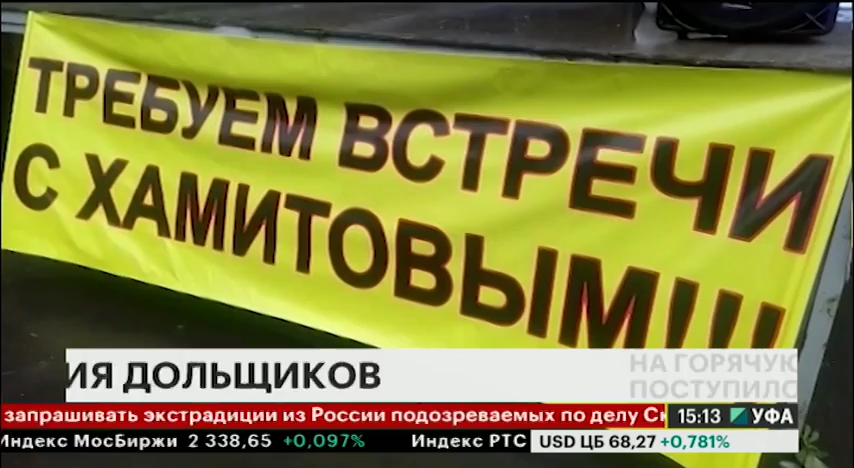 ТРЕБУЕМ ВСТРЕЧИ
С ХАМИТОВЫМ!!!
ИЯ ДОЛЬЩИКОВ
НА ГОРЯЧУЮ
ПОСТУПИЛО
запрашивать экстрадиции из России подозреваемых по делу
15:13 УФА
Индекс МосБиржи 2 338,65 +0,097% Индекс РТС USD ЦБ 68,27 +0,781%